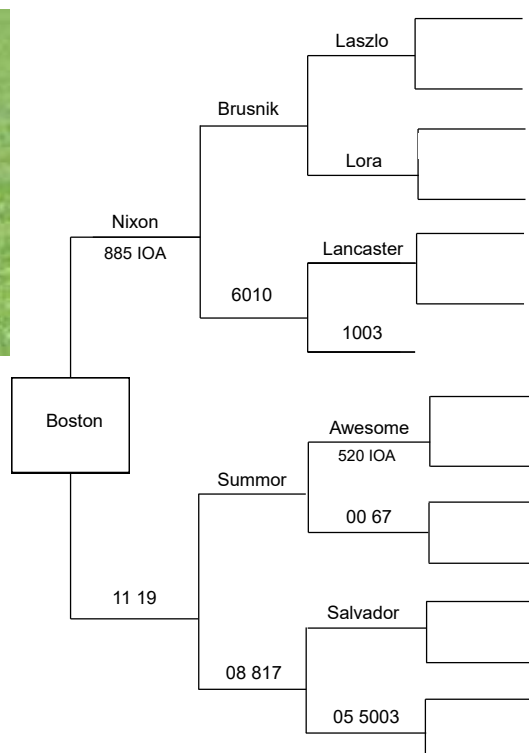 Laszlo
Brusnik
Lora
Nixon
885 IOA
Lancaster
6010
1003
Boston
Awesome
520 IOA
Summor
00 67
11 19
Salvador
08 817
05 5003